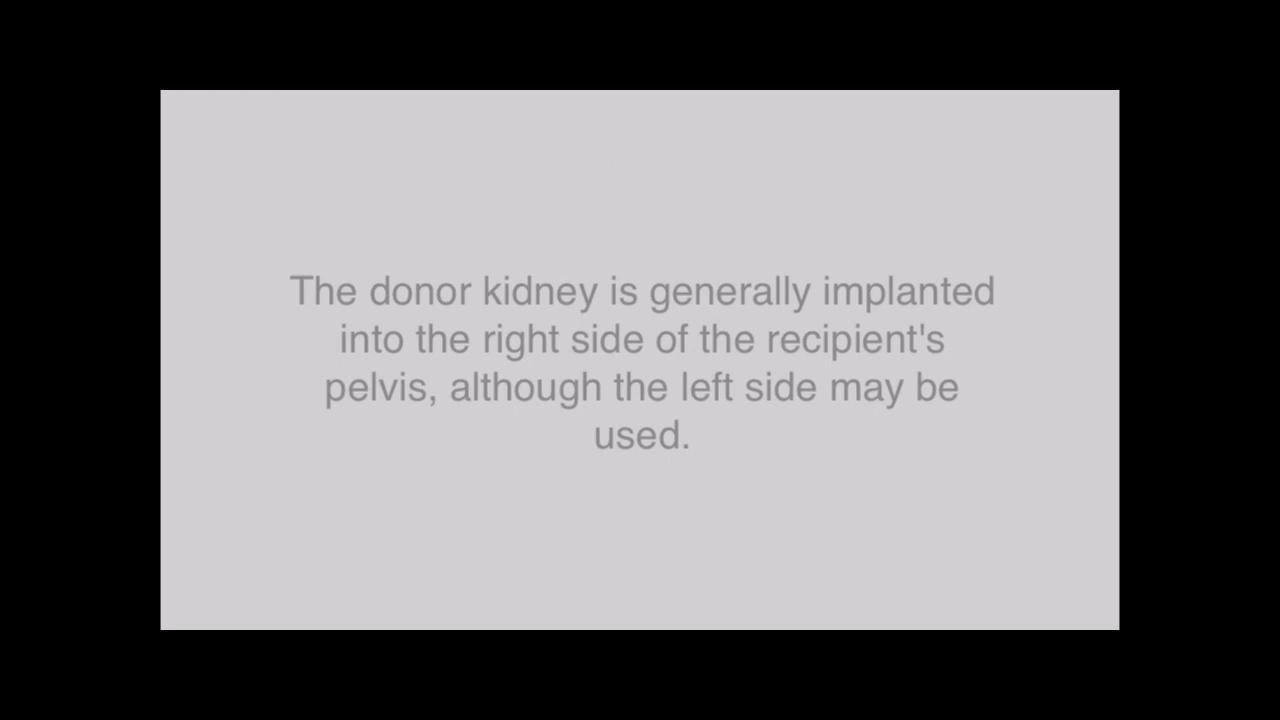 The donor kidney is generally implanted
into the right side of the recipient's
pelvis, although the left side may be
used.